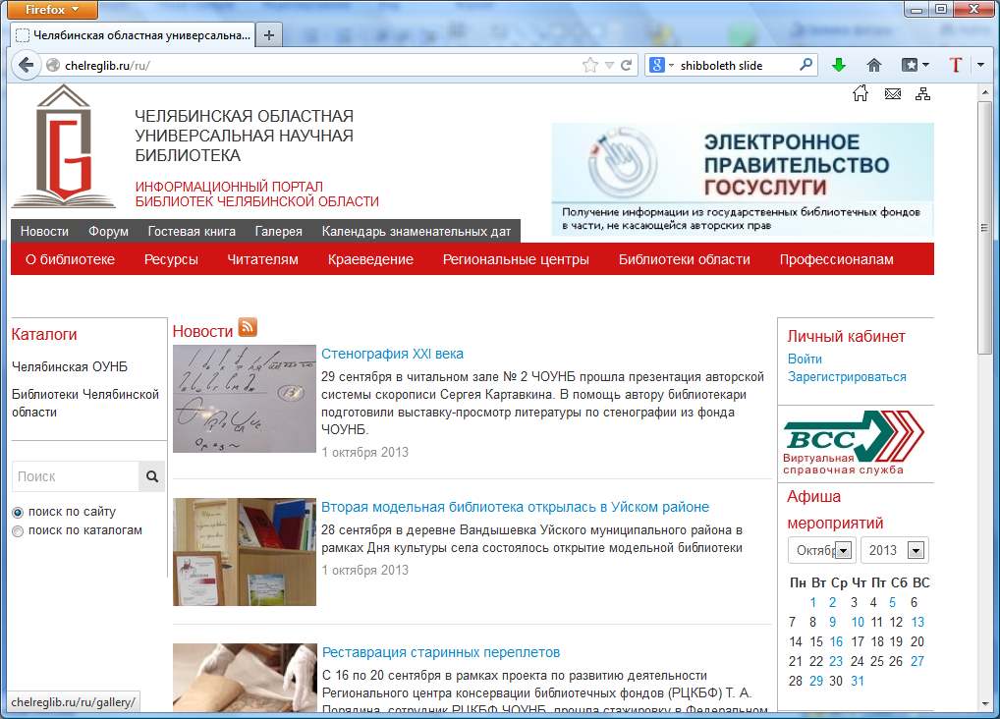 Firefox
Челябинская областная универсальна...
chelreglib.ru/ru/
shibboleth slide
ЧЕЛЯБИНСКАЯ ОБЛАСТНАЯ
УНИВЕРСАЛЬНАЯ НАУЧНАЯ
БИБЛИОТЕКА
ИНФОРМАЦИОННЫЙ ПОРТАЛ
БИБЛИОТЕК ЧЕЛЯБИНСКОЙ ОБЛАСТИ
ЭЛЕКТРОННОЕ
ПРАВИТЕЛЬСТВО
ГОСУСЛУГИ
Получение информации из государственных библиотечных фондов
в части, не касающейся авторских прав
Новости Форум Гостевая книга Галерея Календарь знаменательных дат
О библиотеке Ресурсы Читателям Краеведение Региональные центры Библиотеки области Профессионалам
Каталоги
Челябинская ОУНБ
Библиотеки Челябинской
области
Поиск
поиск по сайту
поиск по каталогам
Новости
Стенография XXI века
29 сентября в читальном зале № 2 ЧОУНБ прошла презентация авторской
системы скорописи Сергея Картавкина. В помощь автору библиотекари
подготовили выставку-просмотр литературы по стенографии из фонда
ЧОУНБ.
1 октября 2013
Вторая модельная библиотека открылась в Уйском районе
28 сентября в деревне Вандышевка Уйского муниципального района в
рамках Дня культуры села состоялось открытие модельной библиотеки
1 октября 2013
Реставрация старинных переплетов
С 16 по 20 сентября в рамках проекта по развитию деятельности
Регионального центра консервации библиотечных фондов (РЦКБФ) Т. А.
Порядина, сотрудник РЦКБФ ЧОУНБ, прошла стажировку в Федеральном
Личный кабинет
Войти
Зарегистрироваться
ВСС
Виртуальная
справочная служба
Афиша
мероприятий
Октябр 2013
Пн Вт Ср Чт Пт Сб ВС
1 2 3 4 5 6
7 8 9 10 11 12 13
14 15 16 17 18 19 20
21 22 23 24 25 26 27
28 29 30 31
chelreglib.ru/ru/gallery/